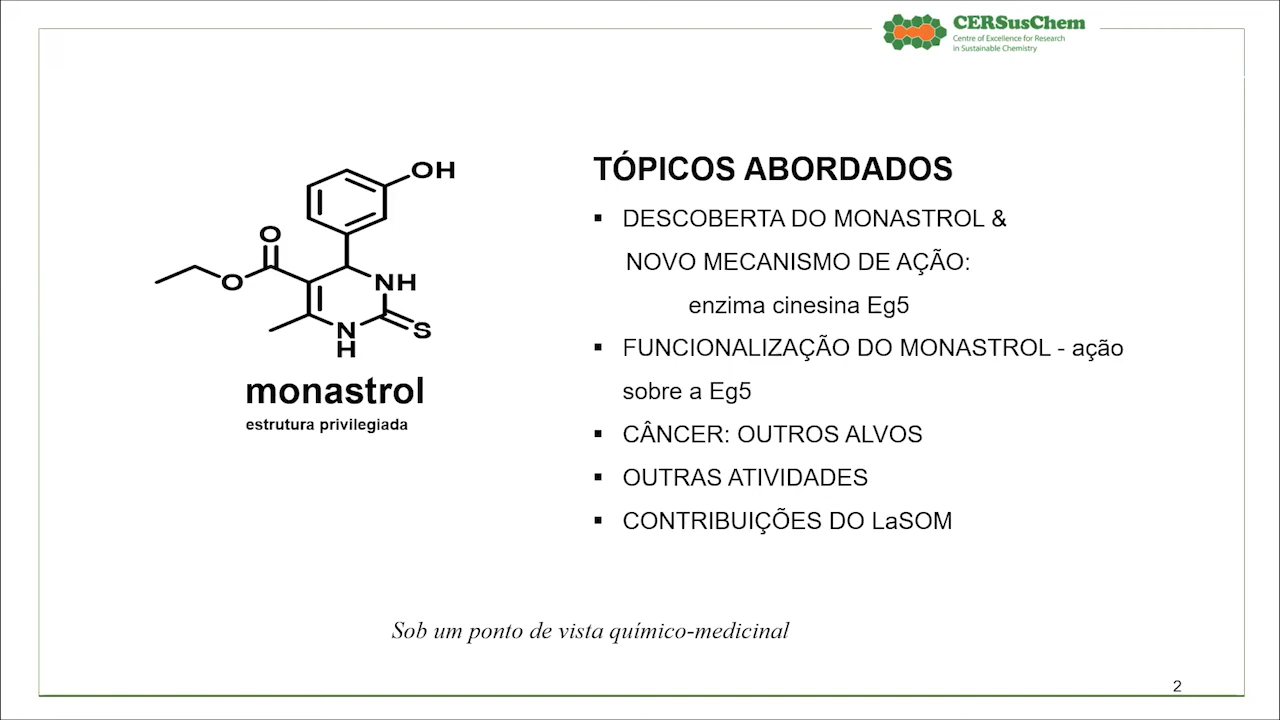 CERSusChem
Centre of Excellence for Research
in Sustainable Chemistry
OH
O
O
NH
N
H
S
monastrol
estrutura privilegiada
TÓPICOS ABORDADOS
▪ DESCOBERTA DO MONASTROL &
NOVO MECANISMO DE AÇÃO:
enzima cinesina Eg5
▪ FUNCIONALIZAÇÃO DO MONASTROL - ação
sobre a Eg5
▪ CÂNCER: OUTROS ALVOS
▪ OUTRAS ATIVIDADES
▪ CONTRIBUIÇÕES DO LaSOM
Sob um ponto de vista químico-medicinal
2